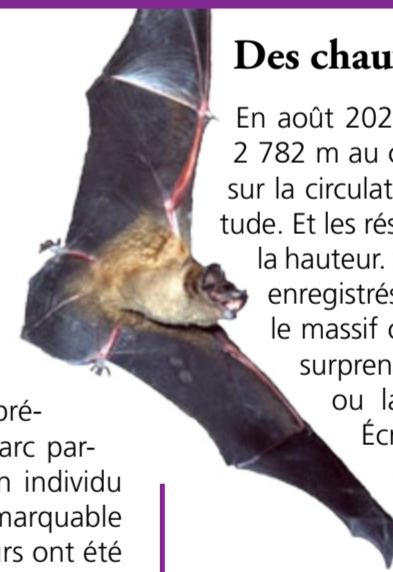 Des chau
En août 202
2 782 m au c
sur la circulat
tude. Et les rés
la hauteur.
enregistrés
le massif
surpren
ou la
Écr
pré-
arc par-
n individu
marquable
rs ont été